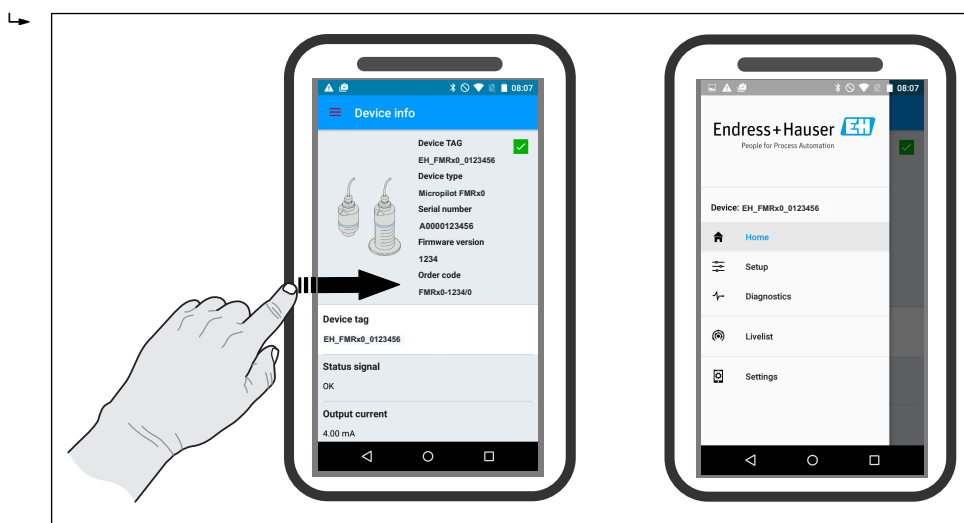 08:07
Device info
Device TAG
EH_FMRx0_0123456
Device type
Micropilot FMRx0
Serial number
A0000123456
Firmware version
1234
Order code
FMRx0-1234/0
Device tag
EH_FMRx0_0123456
Status signal
OK
Output current
4.00 mA
08:07
Endress+Hauser EH
People for Process Automation
Device: EH_FMRx0_0123456
Home
Setup
Diagnostics
Livelist
Settings